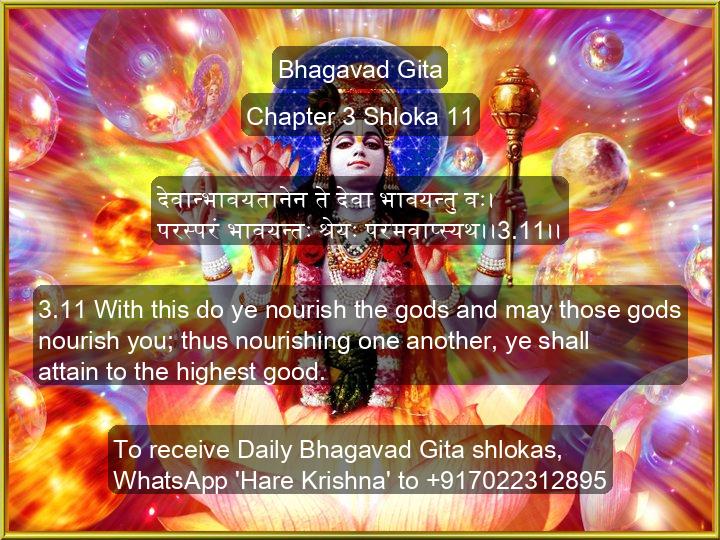 Bhagavad Gita
Chapter 3 Shloka 11
देवान्भावयतानेन ते देवा भावयन्तु वः।
परस्परं भावयन्तः श्रेयः परमवाप्स्यथ।।3.11।।
3.11 With this do ye nourish the gods and may those gods
nourish you; thus nourishing one another, ye shall
attain to the highest good.
To receive Daily Bhagavad Gita shlokas,
WhatsApp 'Hare Krishna' to +917022312895